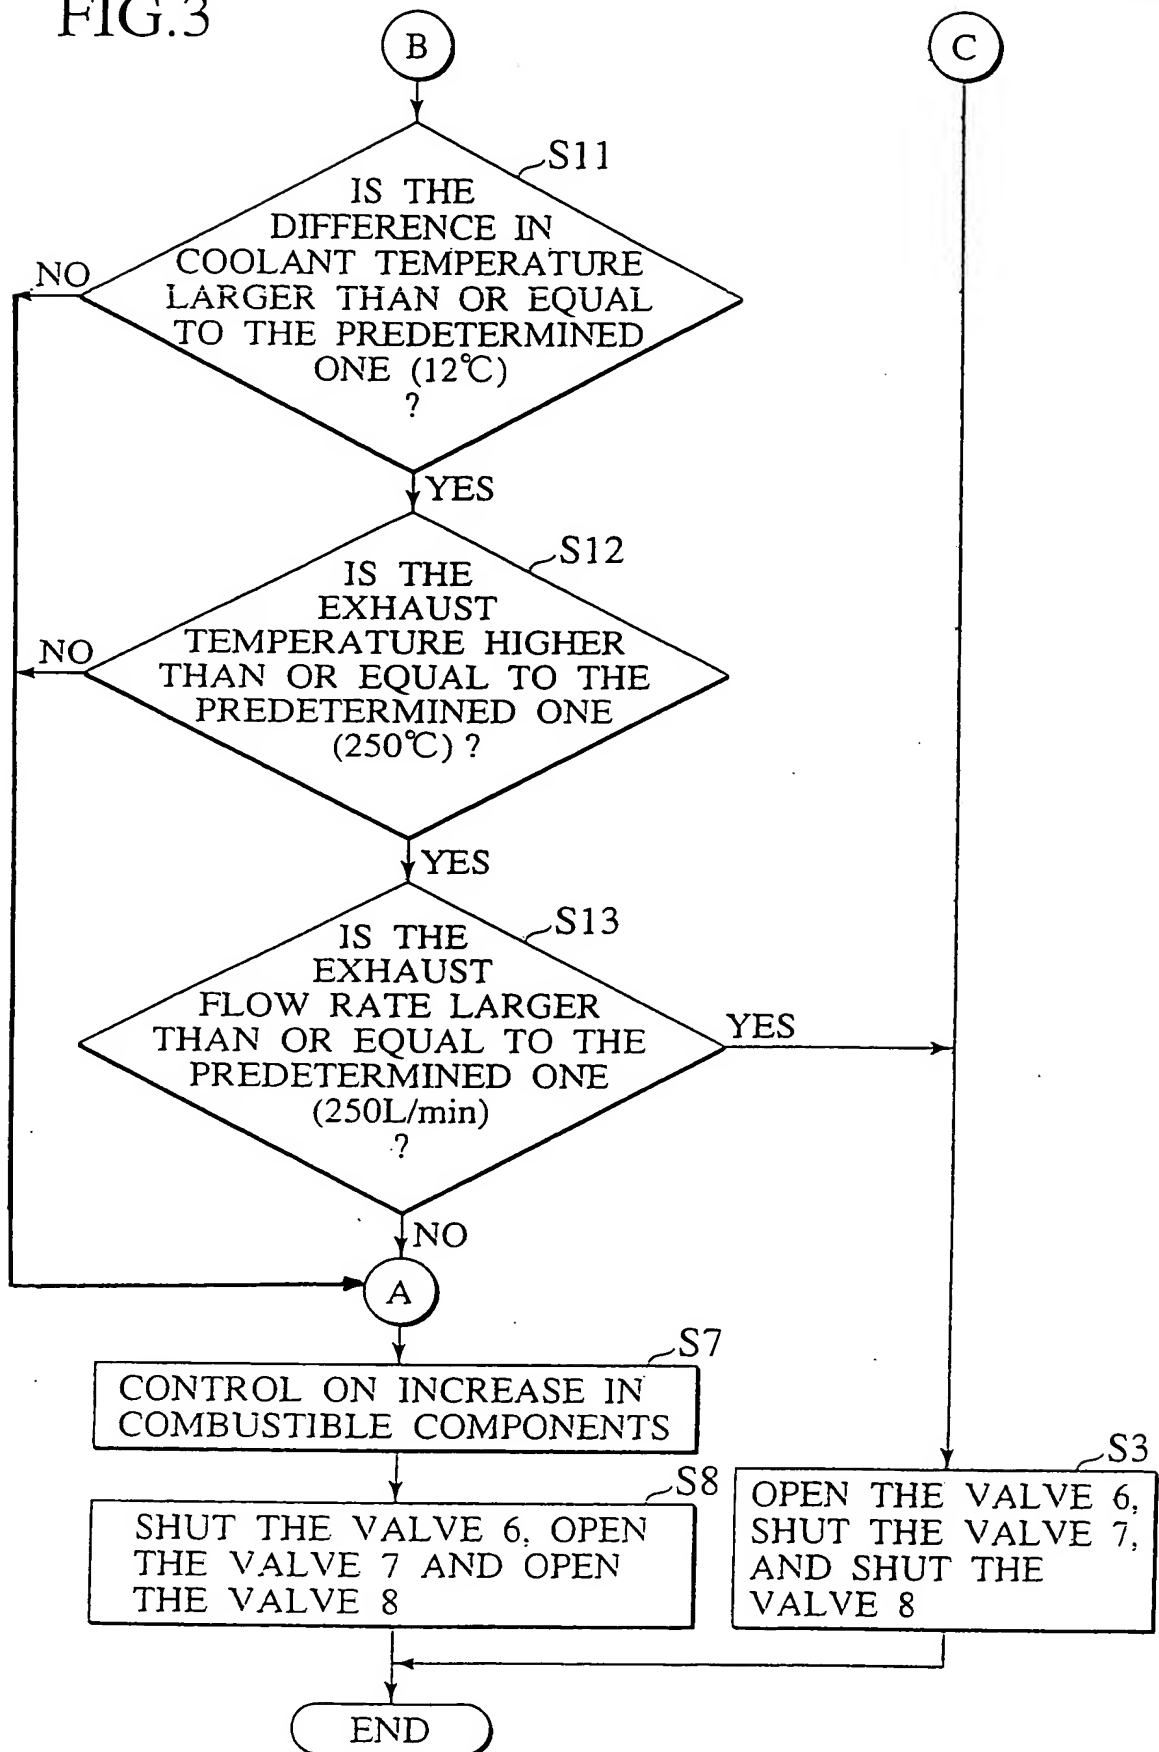 FIG.3
B
C
S11
IS THE
DIFFERENCE IN
COOLANT TEMPERATURE
LARGER THAN OR EQUAL
TO THE PREDETERMINED
ONE (12℃)
?
NO
YES
S12
IS THE
EXHAUST
TEMPERATURE HIGHER
THAN OR EQUAL TO THE
PREDETERMINED ONE
(250℃) ?
NO
YES
S13
IS THE
EXHAUST
FLOW RATE LARGER
THAN OR EQUAL TO THE
PREDETERMINED ONE
(250L/min)
?
YES
NO
A
S7
CONTROL ON INCREASE IN
COMBUSTIBLE COMPONENTS
S8
SHUT THE VALVE 6, OPEN
THE VALVE 7 AND OPEN
THE VALVE 8
S3
OPEN THE VALVE 6,
SHUT THE VALVE 7,
AND SHUT THE
VALVE 8
END